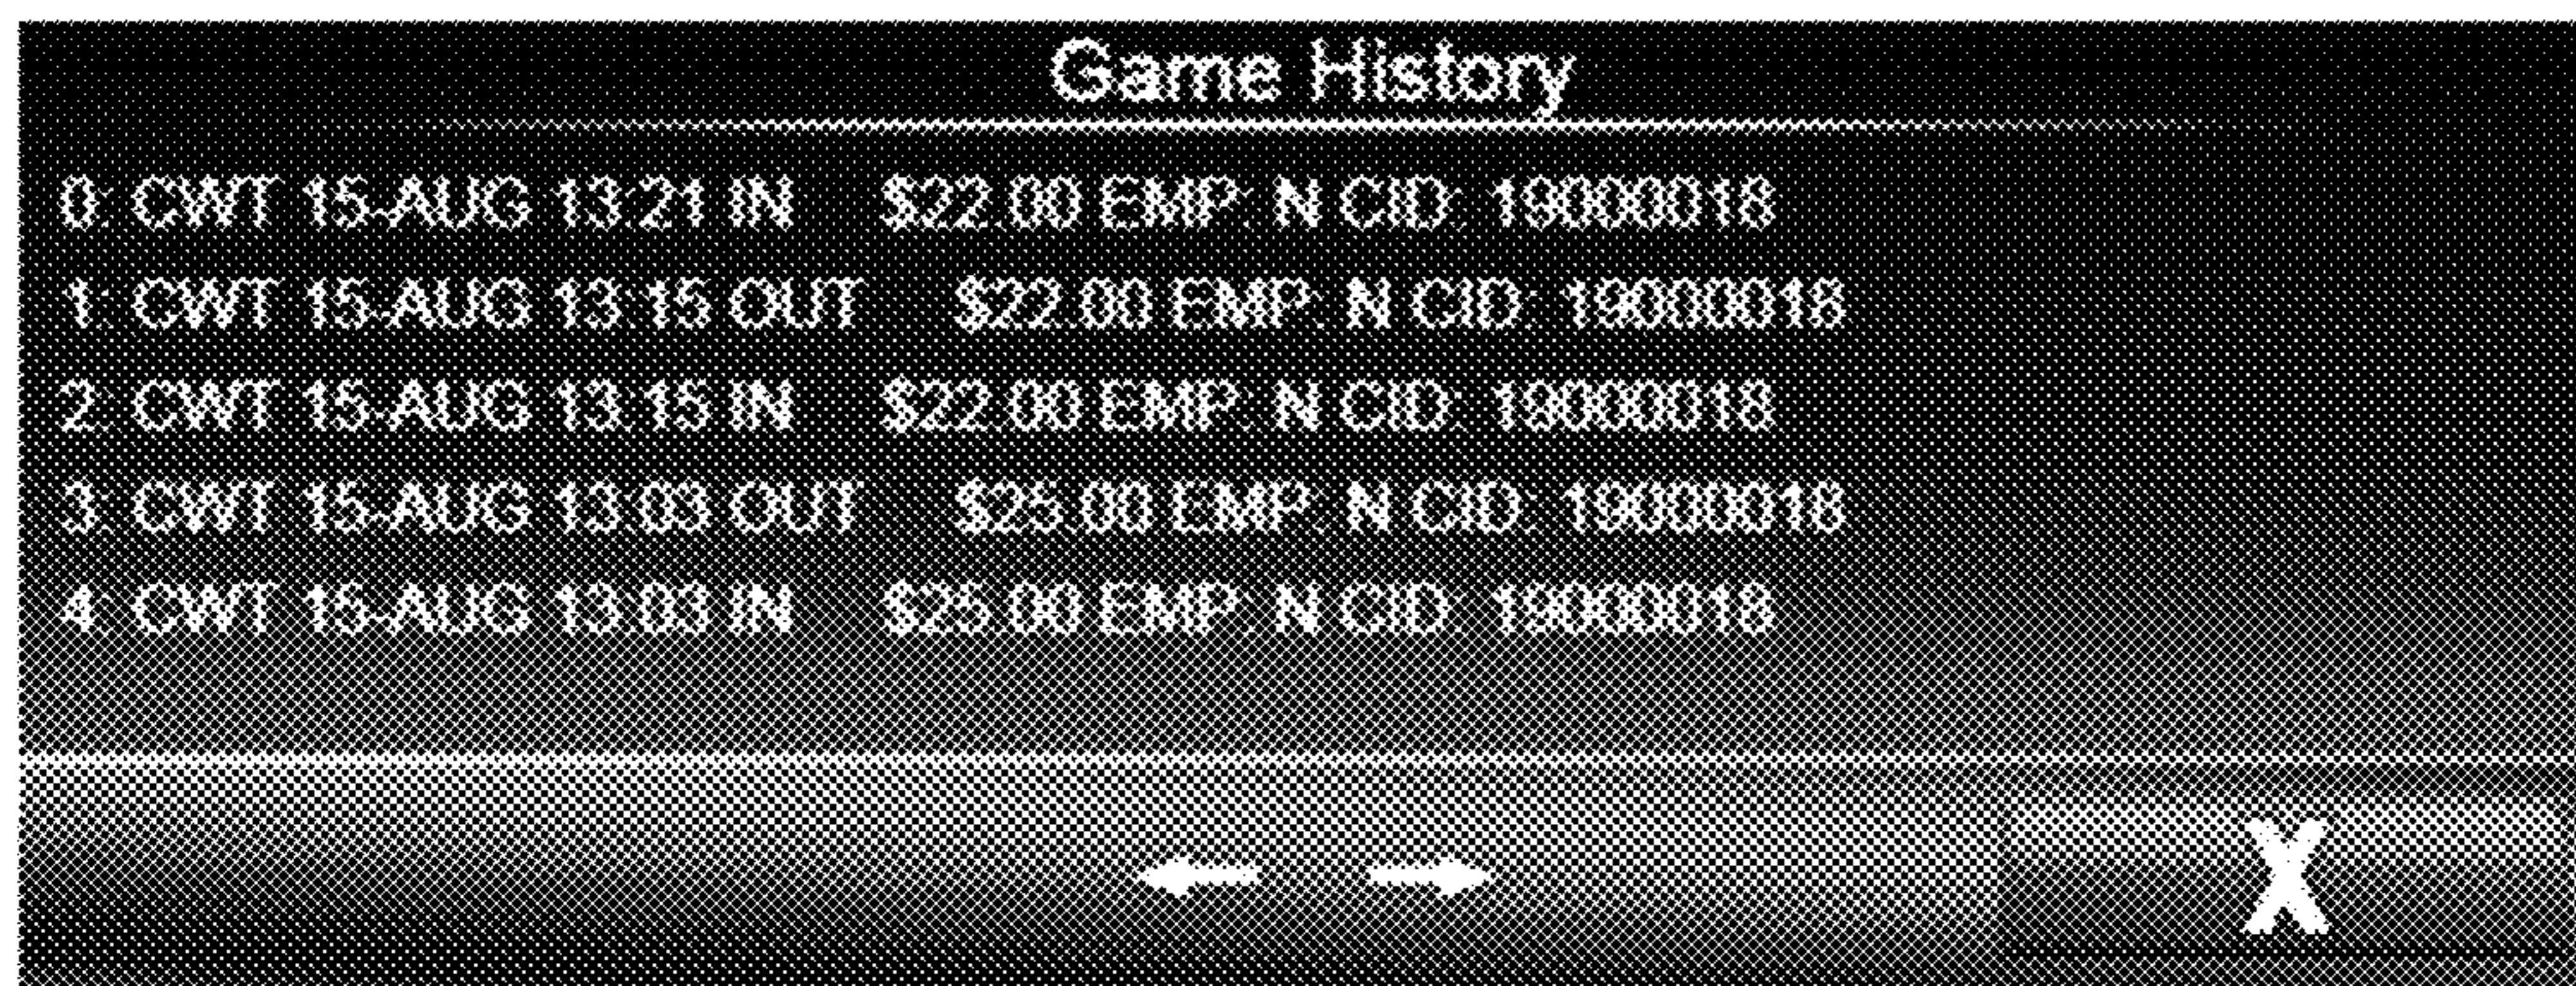 Game History
0: CWT 15-AUG 13:21 IN $22.00 EMP: N CID: 19000018
1: CWT 15-AUG 13:15 OUT $22.00 EMP: N CID: 19000018
2: CWT 15-AUG 13:15 IN $22.00 EMP: N CID: 19000018
3: CWT 15-AUG 13:03 OUT $25.00 EMP: N CID: 19000018
4: CWT 15-AUG 13:03 IN $25.00 EMP: N CID: 19000018
X